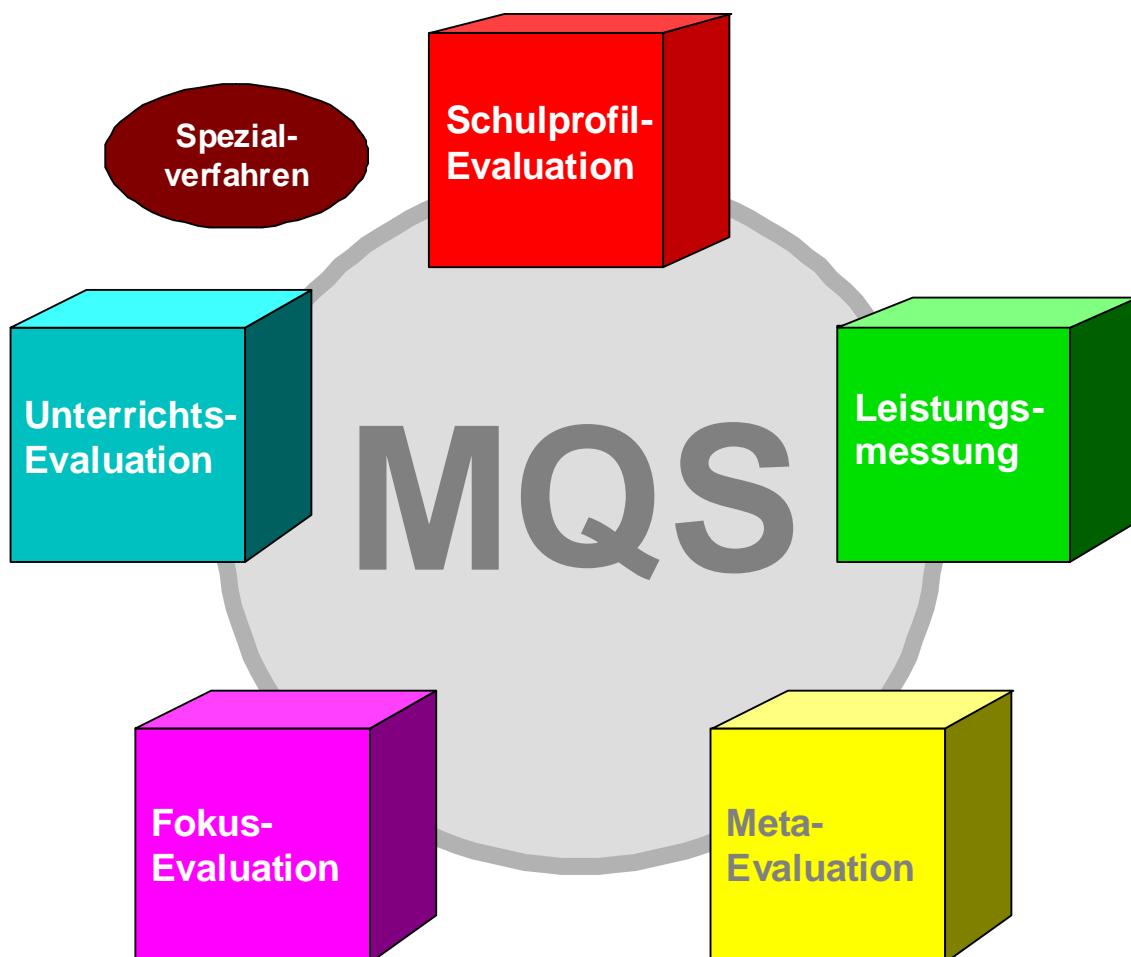 Schulprofil-
Evaluation
Spezial-
verfahren
Unterrichts-
Evaluation
Leistungs-
messung
MQS
Fokus-
Evaluation
Meta-
Evaluation